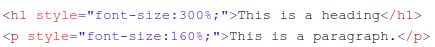 <h1 style="font-size:300%;">This is a heading</h1>
<p style="font-size:160%;">This is a paragraph.</p>